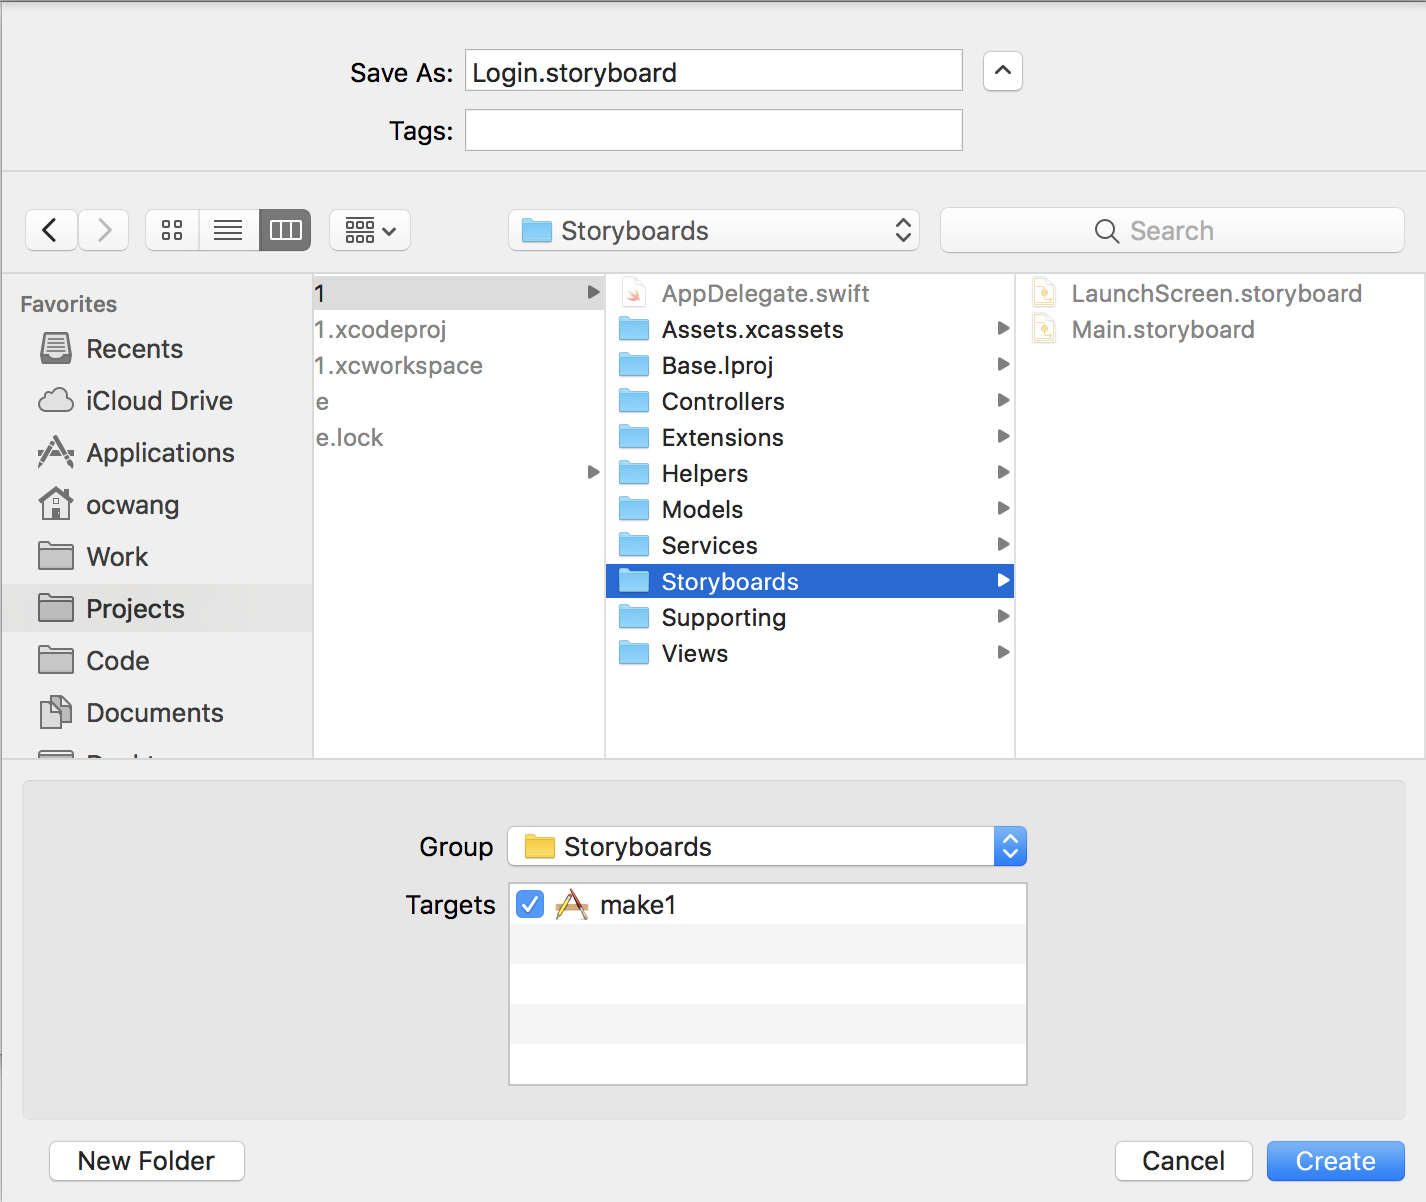 Save As: Login.storyboard
Tags:
Storyboards
Search
Favorites
Recents
iCloud Drive
Applications
ocwang
Work
Projects
Code
Documents
1
1.xcodeproj
1.xcworkspace
e
e.lock
AppDelegate.swift
Assets.xcassets
Base.lproj
Controllers
Extensions
Helpers
Models
Services
Storyboards
Supporting
Views
LaunchScreen.storyboard
Main.storyboard
Group Storyboards
Targets make1
New Folder
Cancel
Create